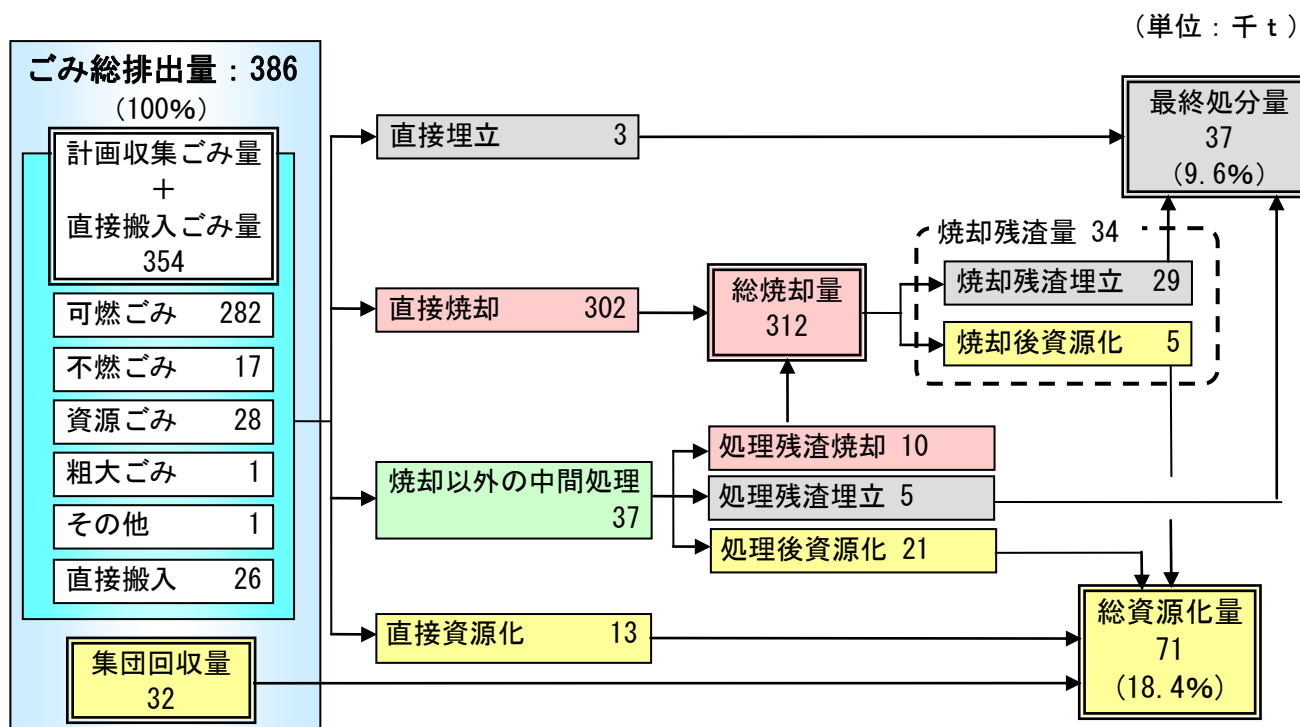 （単位：千ｔ）
ごみ総排出量：386
（100%）
計画収集ごみ量
＋
直接搬入ごみ量
354
可燃ごみ 282
不燃ごみ 17
資源ごみ 28
粗大ごみ 1
その他 1
直接搬入 26
集団回収量
32
直接埋立 3
直接焼却 302
焼却以外の中間処理
37
直接資源化 13
総焼却量
312
処理残渣焼却 10
処理残渣埋立 5
処理後資源化 21
焼却残渣量 34
焼却残渣埋立 29
焼却後資源化 5
最終処分量
37
（9.6%）
総資源化量
71
（18.4%）